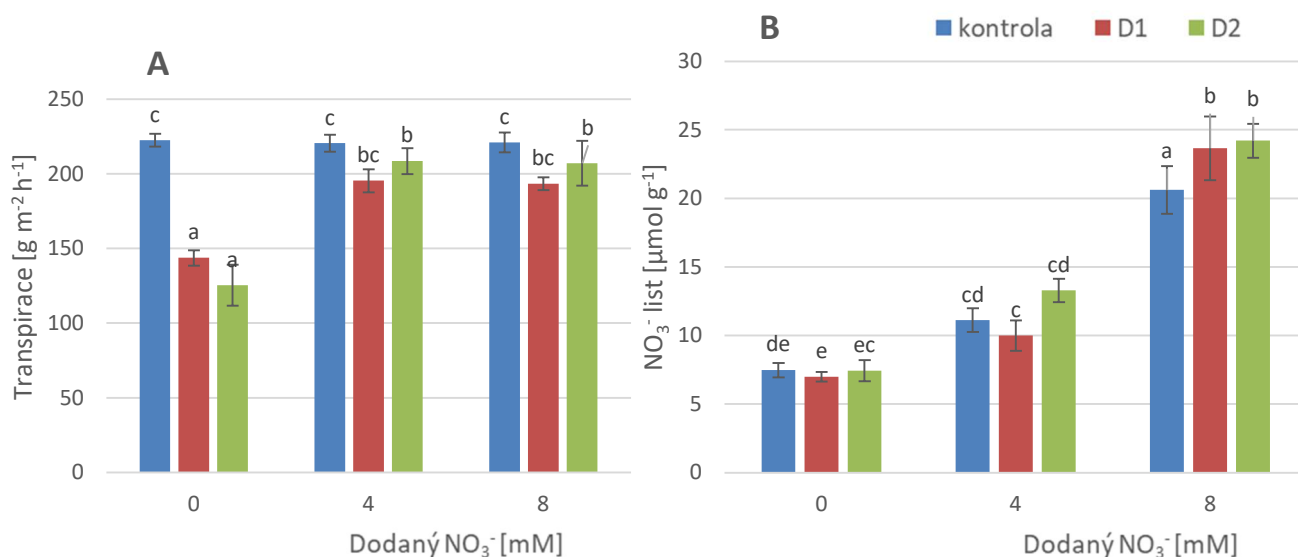 A
Transpirace [g m⁻² h⁻¹]
250
200
150
100
50
0
c
a
a
c
bc
b
c
bc
b
0
4
8
Dodaný NO₃⁻ [mM]
B
kontrola
D1
D2
NO₃⁻ list [µmol g⁻¹]
30
25
20
15
10
5
0
de
e
ec
cd
c
cd
a
b
b
0
4
8
Dodaný NO₃⁻ [mM]